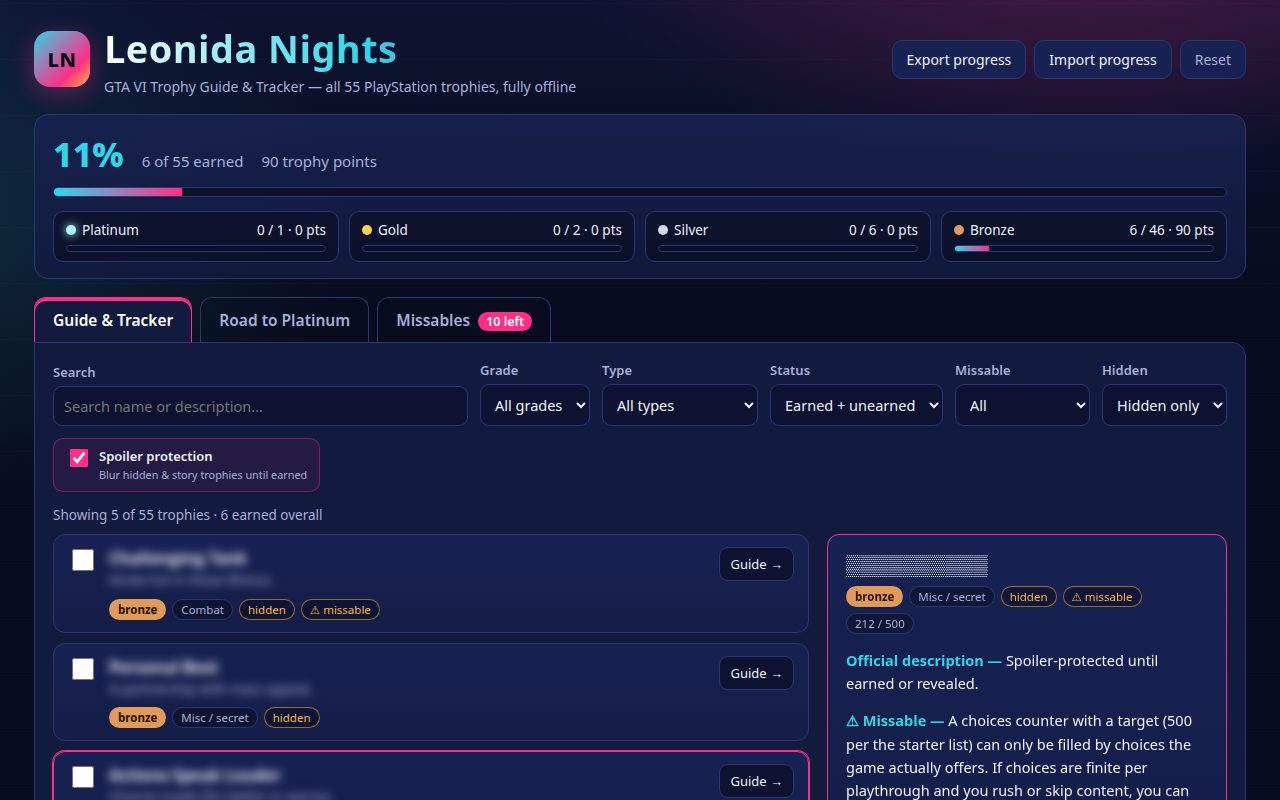 LN
Leonida Nights
GTA VI Trophy Guide & Tracker — all 55 PlayStation trophies, fully offline
Export progress
Import progress
Reset
11%
6 of 55 earned
90 trophy points
Platinum
0 / 1 · 0 pts
Gold
0 / 2 · 0 pts
Silver
0 / 6 · 0 pts
Bronze
6 / 46 · 90 pts
Guide & Tracker
Road to Platinum
Missables
10 left
Search
Search name or description...
Grade
All grades
Type
All types
Status
Earned + unearned
Missable
All
Hidden
Hidden only
Spoiler protection
Blur hidden & story trophies until earned
Showing 5 of 55 trophies · 6 earned overall
Guide →
bronze
Combat
hidden
⚠ missable
Personal Best
Guide →
bronze
Misc / secret
hidden
Actions Speak Louder
Guide →
bronze
Misc / secret
hidden
⚠ missable
212 / 500
Official description — Spoiler-protected until
earned or revealed.
⚠ Missable — A choices counter with a target (500
per the starter list) can only be filled by choices the
game actually offers. If choices are finite per
playthrough and you rush or skip content, you can